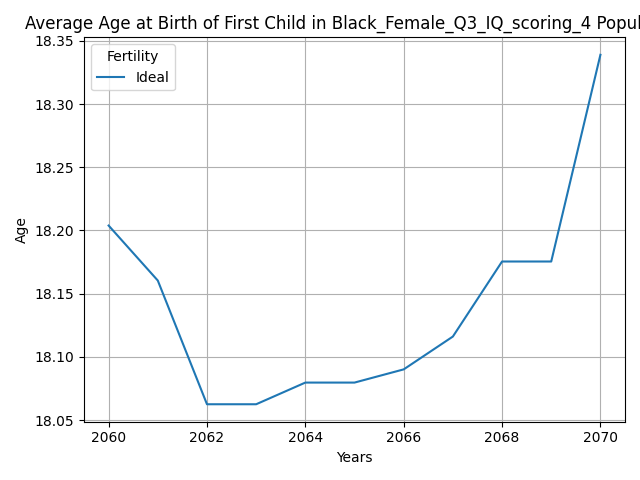 Average Age at Birth of First Child in Black_Female_Q3_IQ_scoring_4 Popul
18.35
Fertility
Ideal
18.30
18.25
18.20
Age
18.15
18.10
18.05
2060 2062 2064 2066 2068 2070
Years